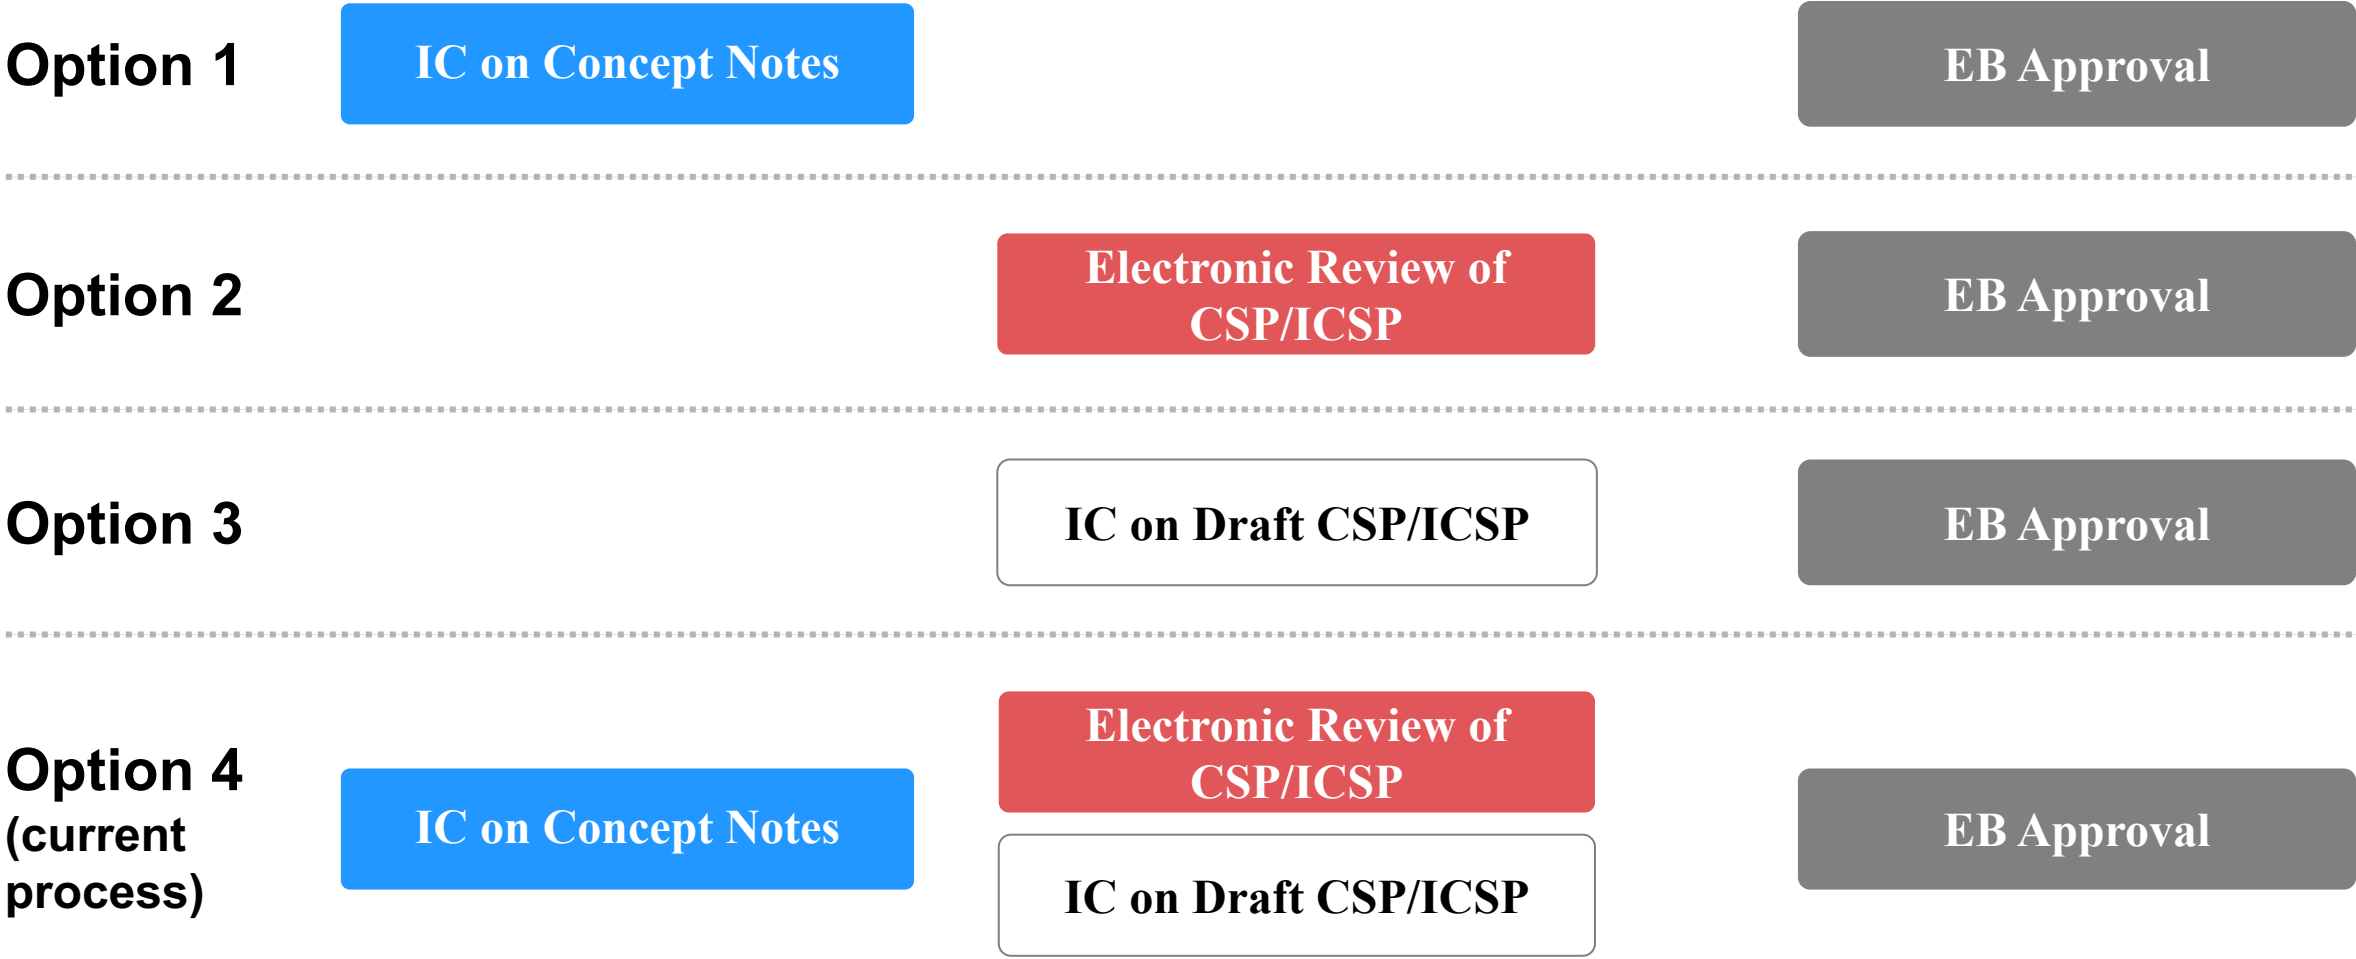 Option 1
IC on Concept Notes
EB Approval
Option 2
Electronic Review of
CSP/ICSP
EB Approval
Option 3
IC on Draft CSP/ICSP
EB Approval
Option 4
(current
process)
IC on Concept Notes
Electronic Review of
CSP/ICSP
IC on Draft CSP/ICSP
EB Approval